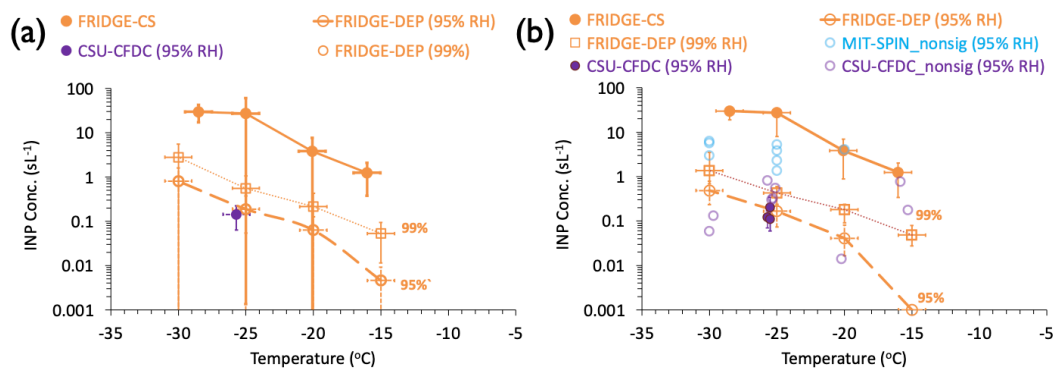 (a)
FRIDGE-CS
FRIDGE-DEP (95% RH)
CSU-CFDC (95% RH)
FRIDGE-DEP (99%)
INP Conc. (sL⁻¹)
100
10
1
0.1
0.01
0.001
99%
95%`
-35 -30 -25 -20 -15 -10 -5
Temperature (°C)
(b)
FRIDGE-CS
FRIDGE-DEP (95% RH)
FRIDGE-DEP (99% RH)
MIT-SPIN_nonsig (95% RH)
CSU-CFDC (95% RH)
CSU-CFDC_nonsig (95% RH)
INP Conc. (sL⁻¹)
100
10
1
0.1
0.01
0.001
99%
95%
-35 -30 -25 -20 -15 -10 -5
Temperature (°C)